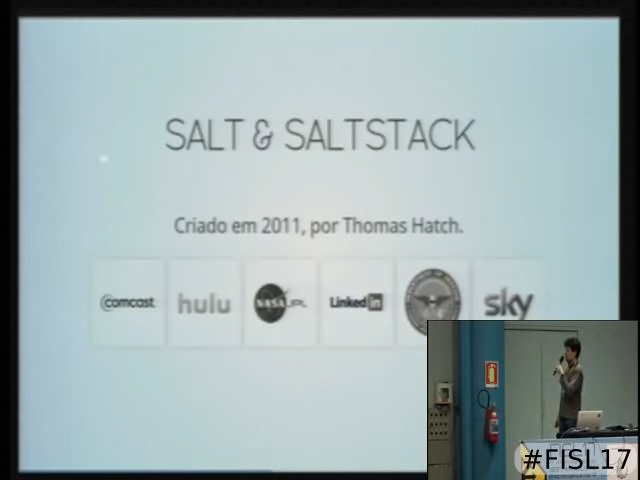 SALT & SALTSTACK
Criado em 2011, por Thomas Hatch.
comcast hulu NASA JPL Linked in sky
#FISL17